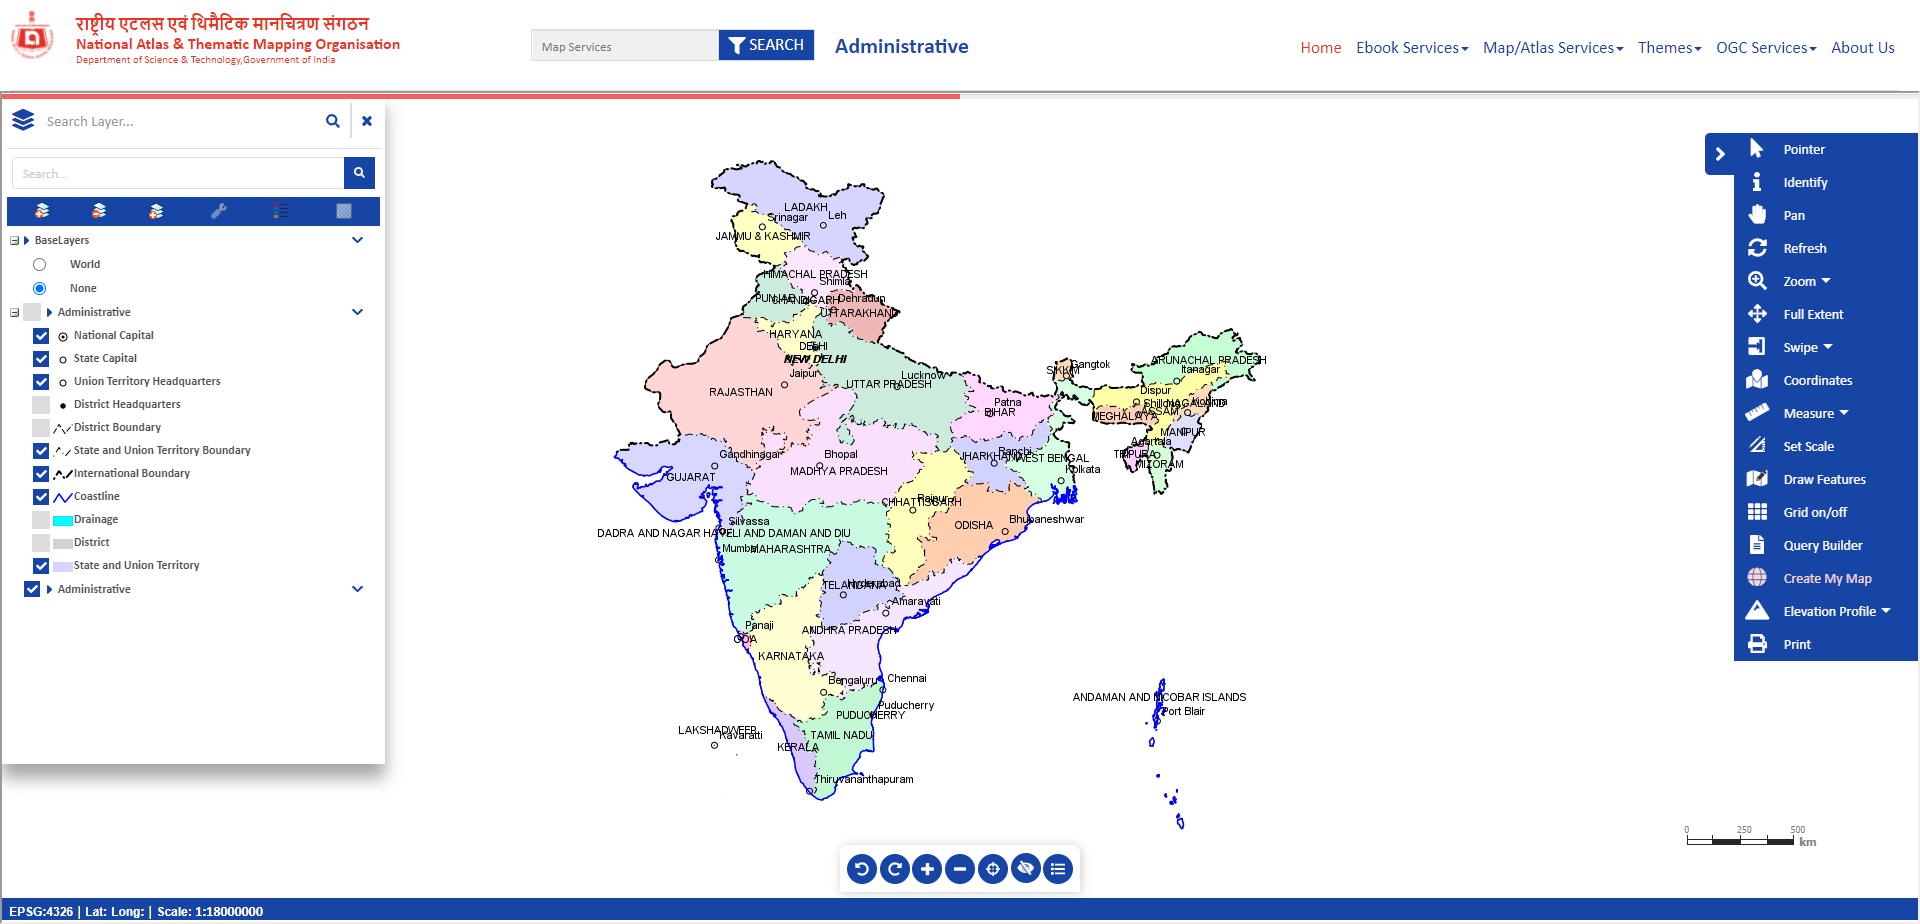 राष्ट्रीय एटलस एवं थिमैटिक मानचित्रण संगठन
National Atlas & Thematic Mapping Organisation
Department of Science & Technology,Government of India
Map Services
SEARCH
Administrative
Home
Ebook Services
Map/Atlas Services
Themes
OGC Services
About Us
Search Layer...
Search...
BaseLayers
World
None
Administrative
National Capital
State Capital
Union Territory Headquarters
District Headquarters
District Boundary
State and Union Territory Boundary
International Boundary
Coastline
Drainage
District
State and Union Territory
Administrative
LADAKH
Srinagar
Leh
JAMMU & KASHMIR
HIMACHAL PRADESH
Shimla
PUNJAB
CHANDIGARH
Dehradun
UTTARAKHAND
HARYANA
DELHI
NEW DELHI
Jaipur
RAJASTHAN
Lucknow
UTTAR PRADESH
Patna
BIHAR
Gangtok
SIKKIM
ARUNACHAL PRADESH
Itanagar
Dispur
Shillong
NAGALAND
Kohima
ASSAM
MEGHALAYA
MANIPUR
Agartala
TRIPURA
MIZORAM
Gandhinagar
GUJARAT
Bhopal
MADHYA PRADESH
Ranchi
JHARKHAND
WEST BENGAL
Kolkata
Raipur
CHHATTISGARH
ODISHA
Bhubaneshwar
Silvassa
DADRA AND NAGAR HAVELI AND DAMAN AND DIU
Mumbai
MAHARASHTRA
Hyderabad
TELANGANA
Amaravati
ANDHRA PRADESH
Panaji
GOA
KARNATAKA
Bengaluru
Chennai
Puducherry
PUDUCHERRY
LAKSHADWEEP
Kavaratti
TAMIL NADU
KERALA
Thiruvananthapuram
ANDAMAN AND NICOBAR ISLANDS
Port Blair
Pointer
Identify
Pan
Refresh
Zoom
Full Extent
Swipe
Coordinates
Measure
Set Scale
Draw Features
Grid on/off
Query Builder
Create My Map
Elevation Profile
Print
0 250 500
km
EPSG:4326 | Lat: Long: | Scale: 1:18000000